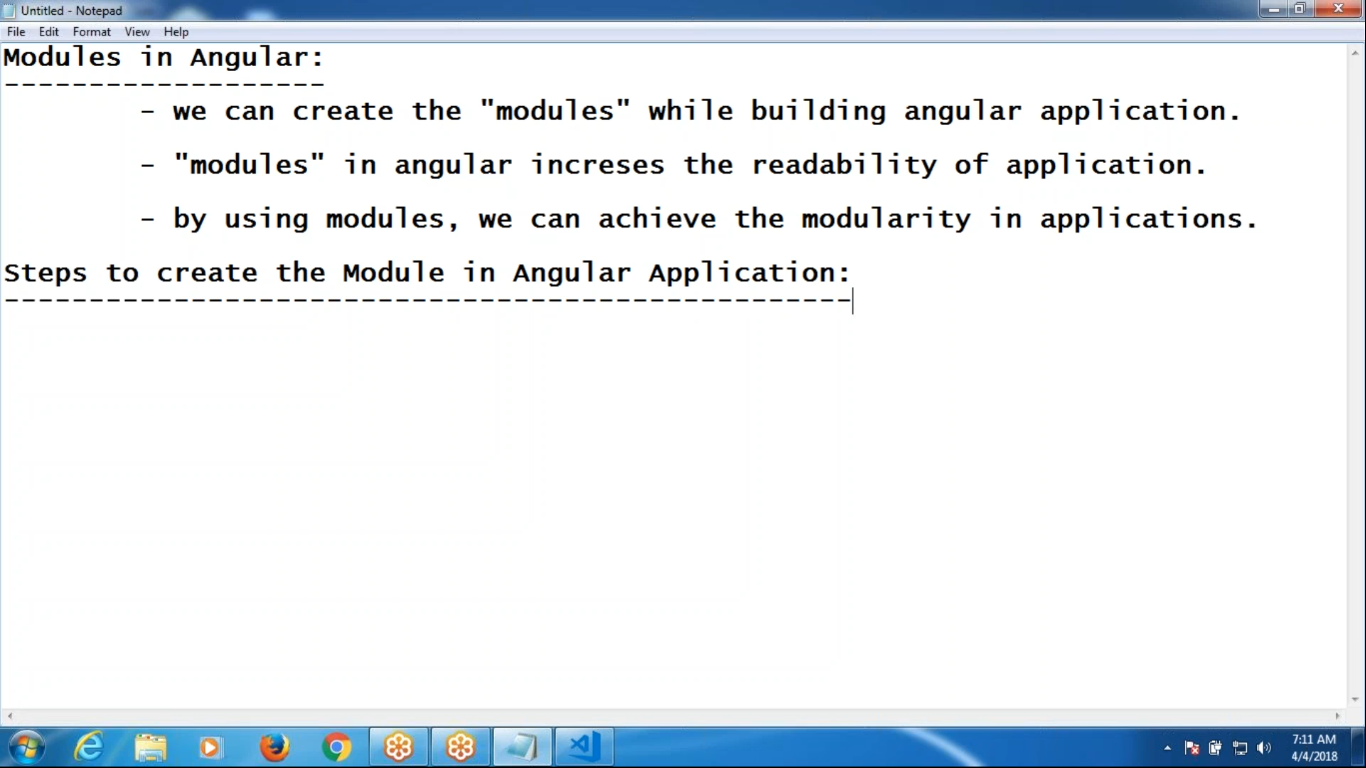 Untitled - Notepad
File Edit Format View Help
Modules in Angular:
-------------------
- we can create the "modules" while building angular application.
- "modules" in angular increses the readability of application.
- by using modules, we can achieve the modularity in applications.
Steps to create the Module in Angular Application:
--------------------------------------------------
7:11 AM
4/4/2018